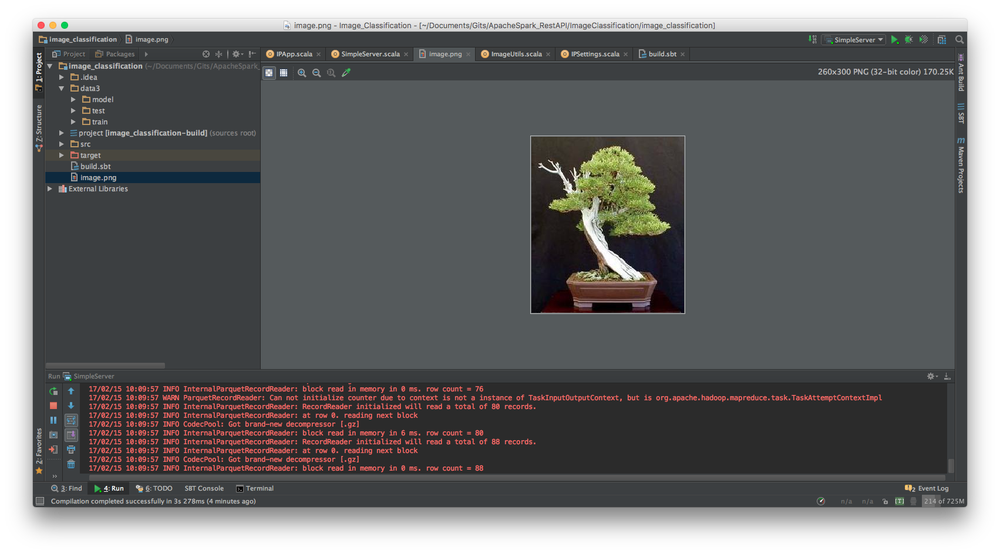 image.png - Image_Classification - [~/Documents/Gits/ApacheSpark_RestAPI/ImageClassification/image_classification]
image_classification image.png
SimpleServer
1: Project
Z: Structure
2: Favorites
Project Packages
image_classification (~/Documents/Gits/ApacheSpark_
.idea
data3
model
test
train
project [image_classification-build] (sources root)
src
target
build.sbt
image.png
External Libraries
IPApp.scala SimpleServer.scala image.png ImageUtils.scala IPSettings.scala build.sbt
260x300 PNG (32-bit color) 170.25K
Ant Build
SBT
Maven Projects
Run SimpleServer
17/02/15 10:09:57 INFO InternalParquetRecordReader: block read in memory in 0 ms. row count = 76
17/02/15 10:09:57 WARN ParquetRecordReader: Can not initialize counter due to context is not a instance of TaskInputOutputContext, but is org.apache.hadoop.mapreduce.task.TaskAttemptContextImpl
17/02/15 10:09:57 INFO InternalParquetRecordReader: RecordReader initialized will read a total of 80 records.
17/02/15 10:09:57 INFO InternalParquetRecordReader: at row 0. reading next block
17/02/15 10:09:57 INFO CodecPool: Got brand-new decompressor [.gz]
17/02/15 10:09:57 INFO InternalParquetRecordReader: block read in memory in 6 ms. row count = 80
17/02/15 10:09:57 INFO InternalParquetRecordReader: RecordReader initialized will read a total of 88 records.
17/02/15 10:09:57 INFO InternalParquetRecordReader: at row 0. reading next block
17/02/15 10:09:57 INFO CodecPool: Got brand-new decompressor [.gz]
17/02/15 10:09:57 INFO InternalParquetRecordReader: block read in memory in 0 ms. row count = 88
3: Find 4: Run 6: TODO SBT Console Terminal 2 Event Log
Compilation completed successfully in 3s 278ms (4 minutes ago) n/a n/a [T] 214 of 725M